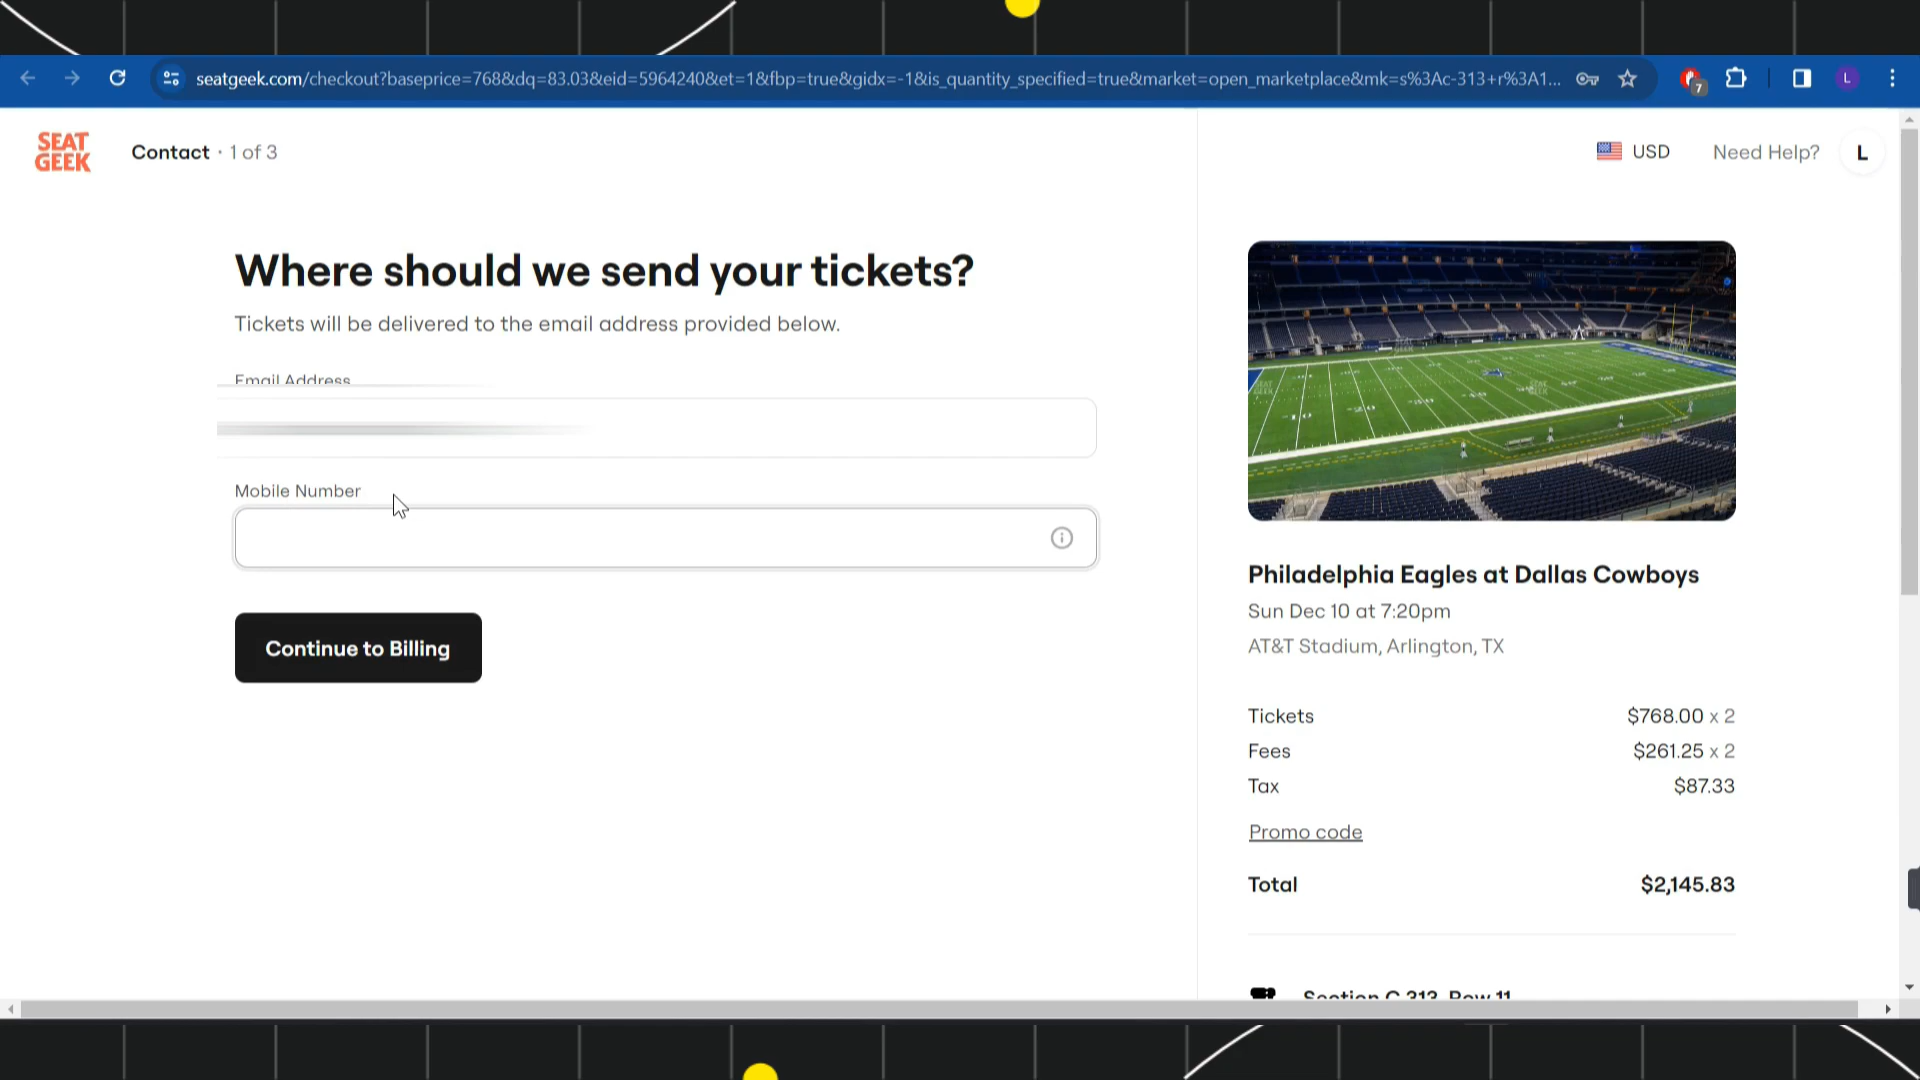 seatgeek.com/checkout?baseprice=768&dq=83.03&eid=5964240&et=1&fbp=true&gidx=-1&is_quantity_specified=true&market=open_marketplace&mk=s%3Ac-313+r%3A1...
7
L
SEAT
GEEK
Contact · 1 of 3
USD
Need Help?
L
Where should we send your tickets?
Tickets will be delivered to the email address provided below.
Email Address
Mobile Number
Continue to Billing
Philadelphia Eagles at Dallas Cowboys
Sun Dec 10 at 7:20pm
AT&T Stadium, Arlington, TX
Tickets $768.00 x 2
Fees $261.25 x 2
Tax $87.33
Promo code
Total $2,145.83
Section C 313, Row 11